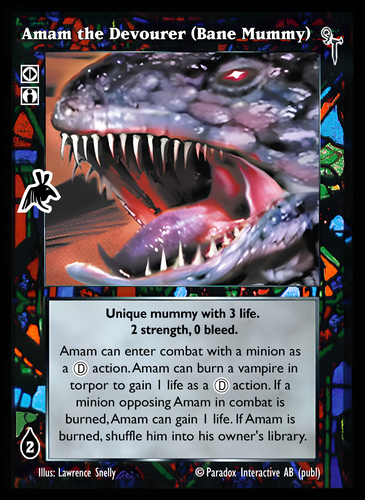 Amam the Devourer (Bane Mummy)
Unique mummy with 3 life.
2 strength, 0 bleed.
Amam can enter combat with a minion as
a Ⓓ action. Amam can burn a vampire in
torpor to gain 1 life as a Ⓓ action. If a
minion opposing Amam in combat is
burned, Amam can gain 1 life. If Amam is
burned, shuffle him into his owner's library.
2
Illus: Lawrence Snelly © Paradox Interactive AB (publ)